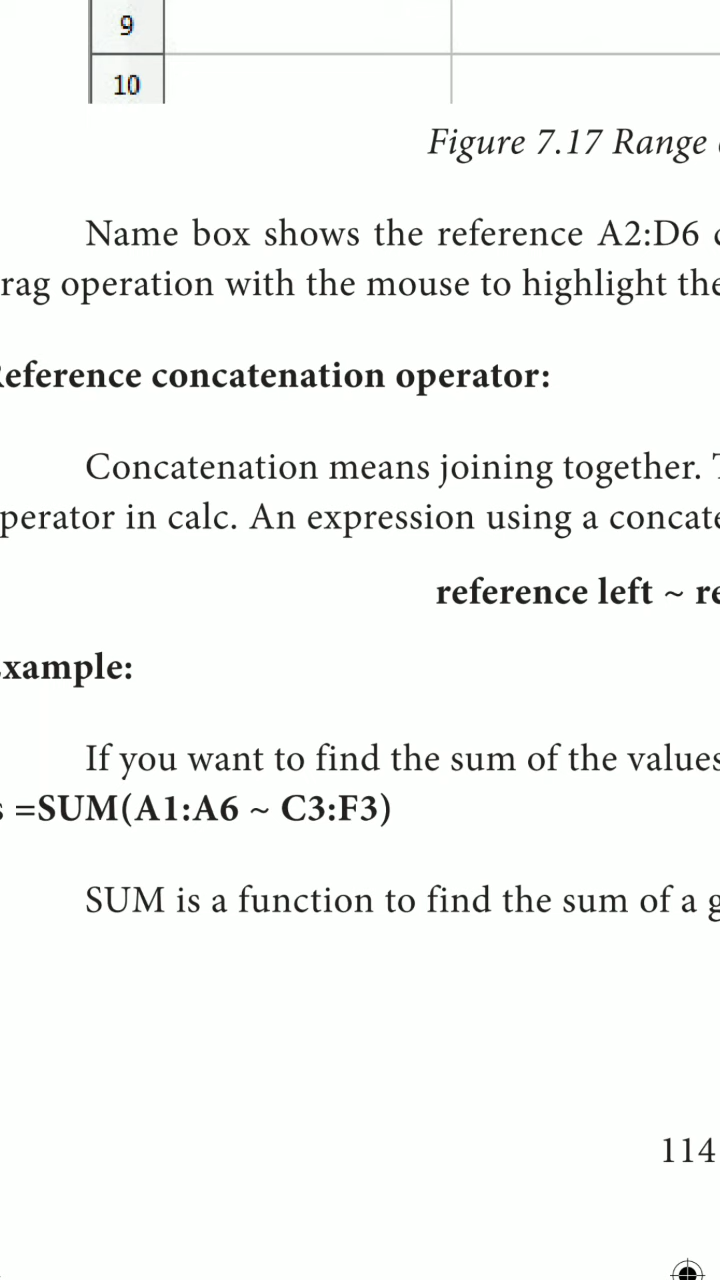 9
10
Figure 7.17 Range
Name box shows the reference A2:D6
rag operation with the mouse to highlight the
eference concatenation operator:
Concatenation means joining together.
perator in calc. An expression using a concate
reference left ~ re
xample:
If you want to find the sum of the values
s =SUM(A1:A6 ~ C3:F3)
SUM is a function to find the sum of a g
114